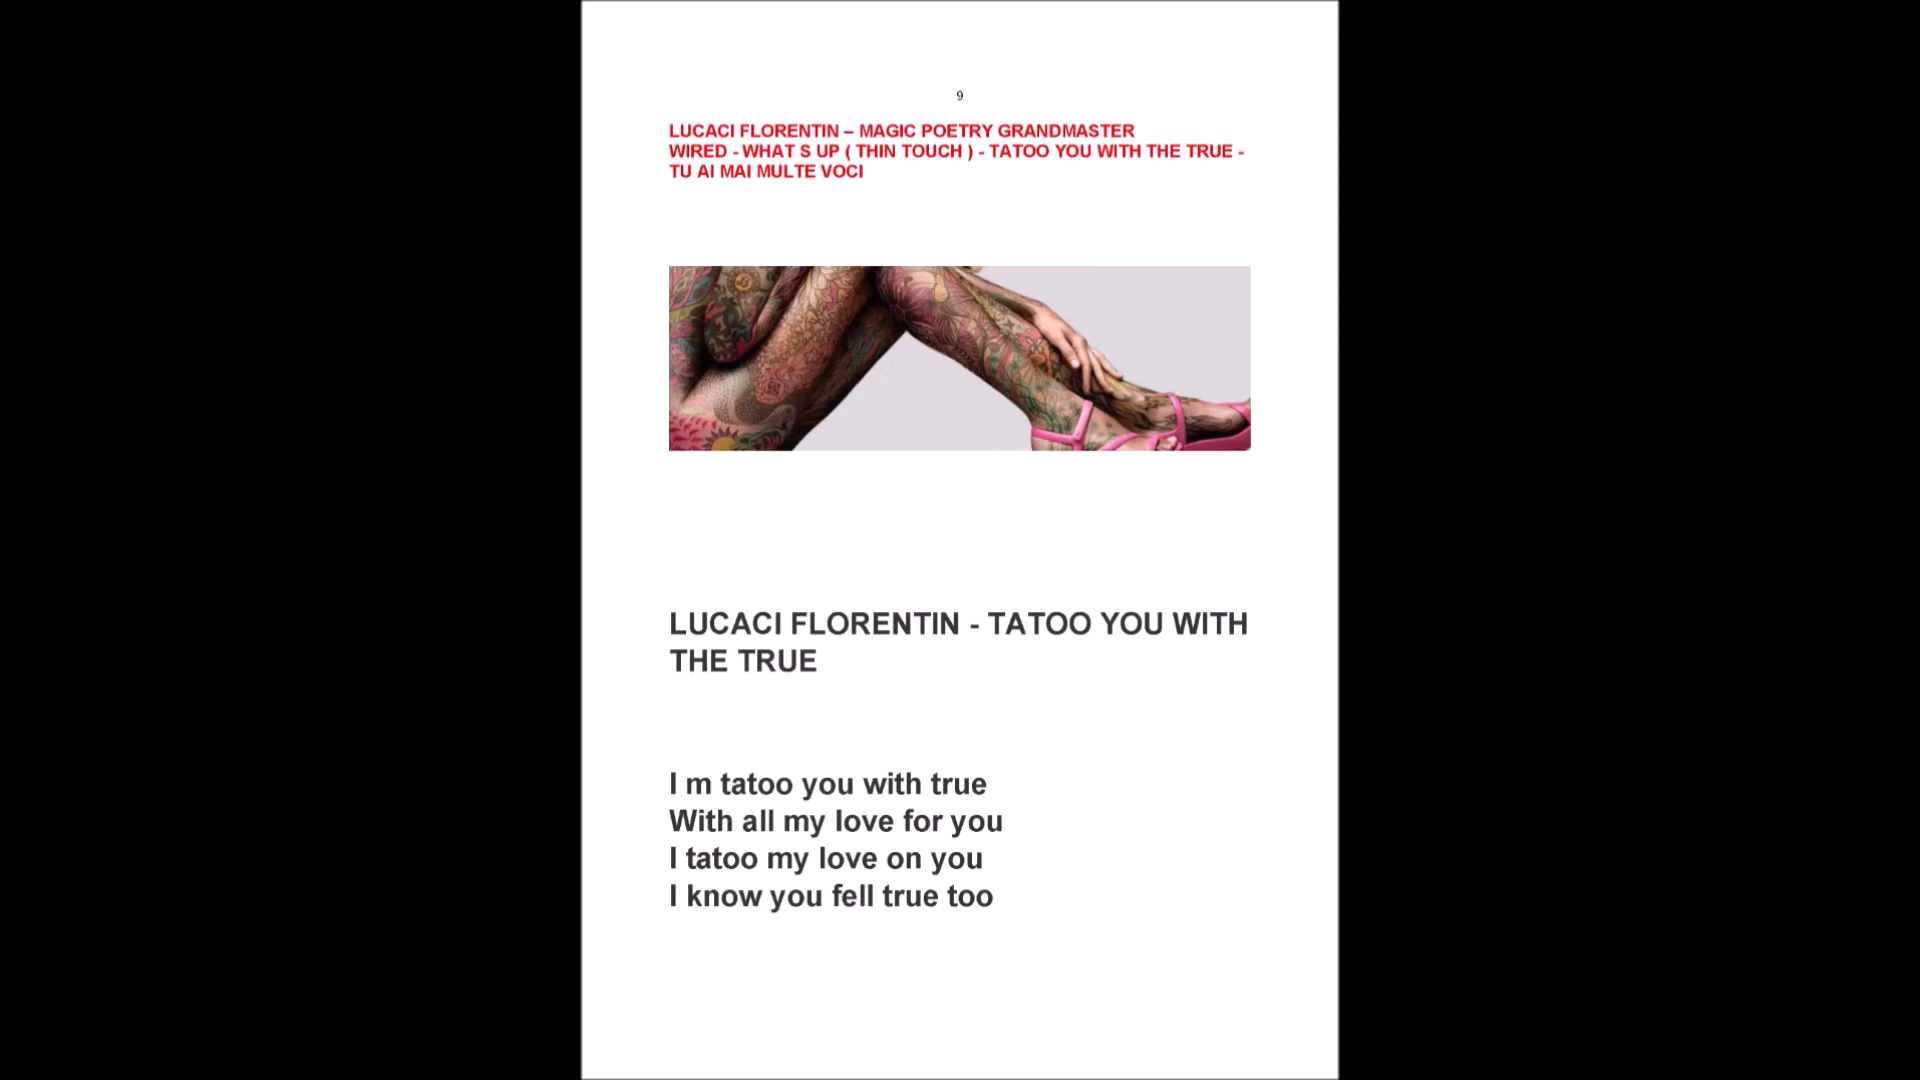 9
LUCACI FLORENTIN – MAGIC POETRY GRANDMASTER
WIRED - WHAT S UP ( THIN TOUCH ) - TATOO YOU WITH THE TRUE -
TU AI MAI MULTE VOCI
LUCACI FLORENTIN - TATOO YOU WITH
THE TRUE
I m tatoo you with true
With all my love for you
I tatoo my love on you
I know you fell true too